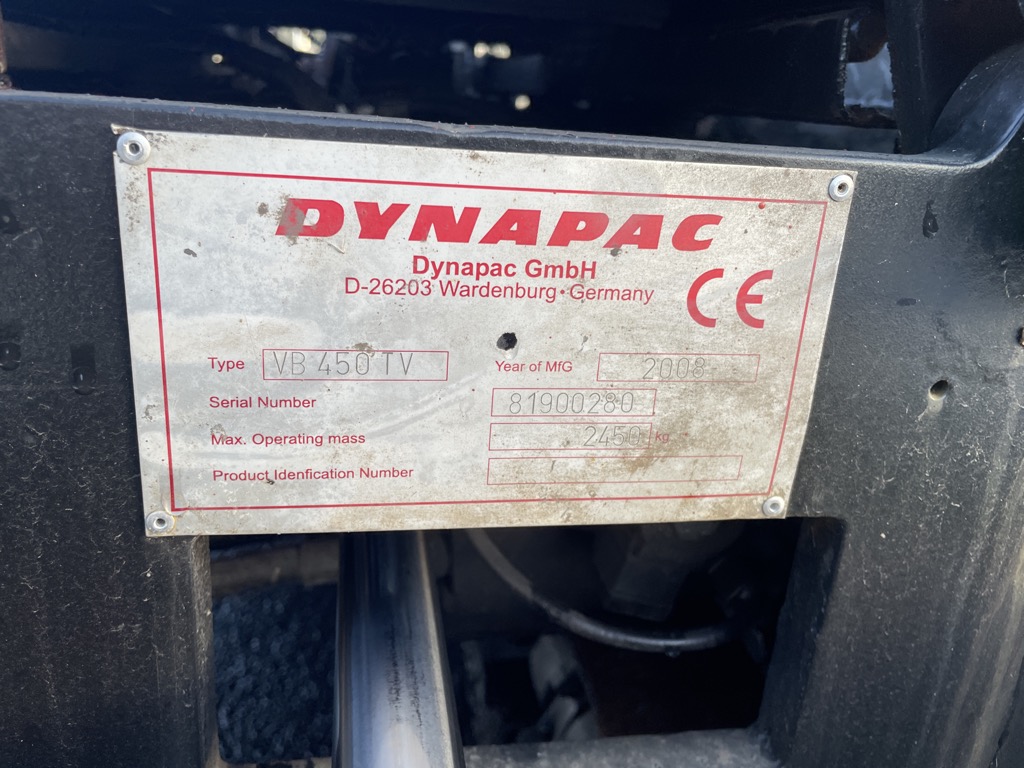 DYNAPAC
Dynapac GmbH
D-26203 Wardenburg•Germany
CE
Type VB 450 TV Year of MfG 2008
Serial Number 81900280
Max. Operating mass 2450 kg
Product Idenfication Number